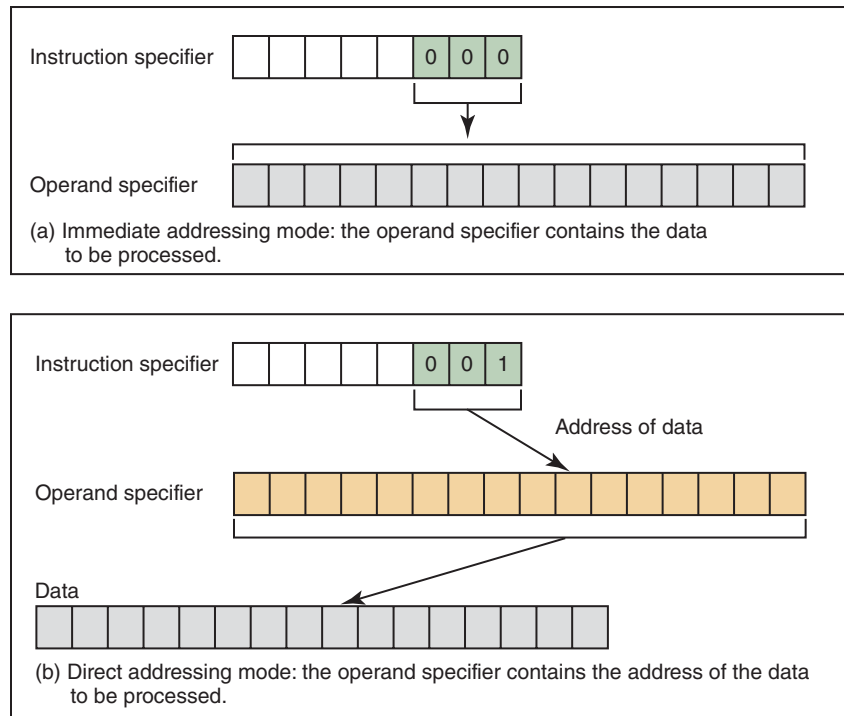 Instruction specifier 0 0 0
Operand specifier
(a) Immediate addressing mode: the operand specifier contains the data
to be processed.
Instruction specifier 0 0 1
Address of data
Operand specifier
Data
(b) Direct addressing mode: the operand specifier contains the address of the data
to be processed.